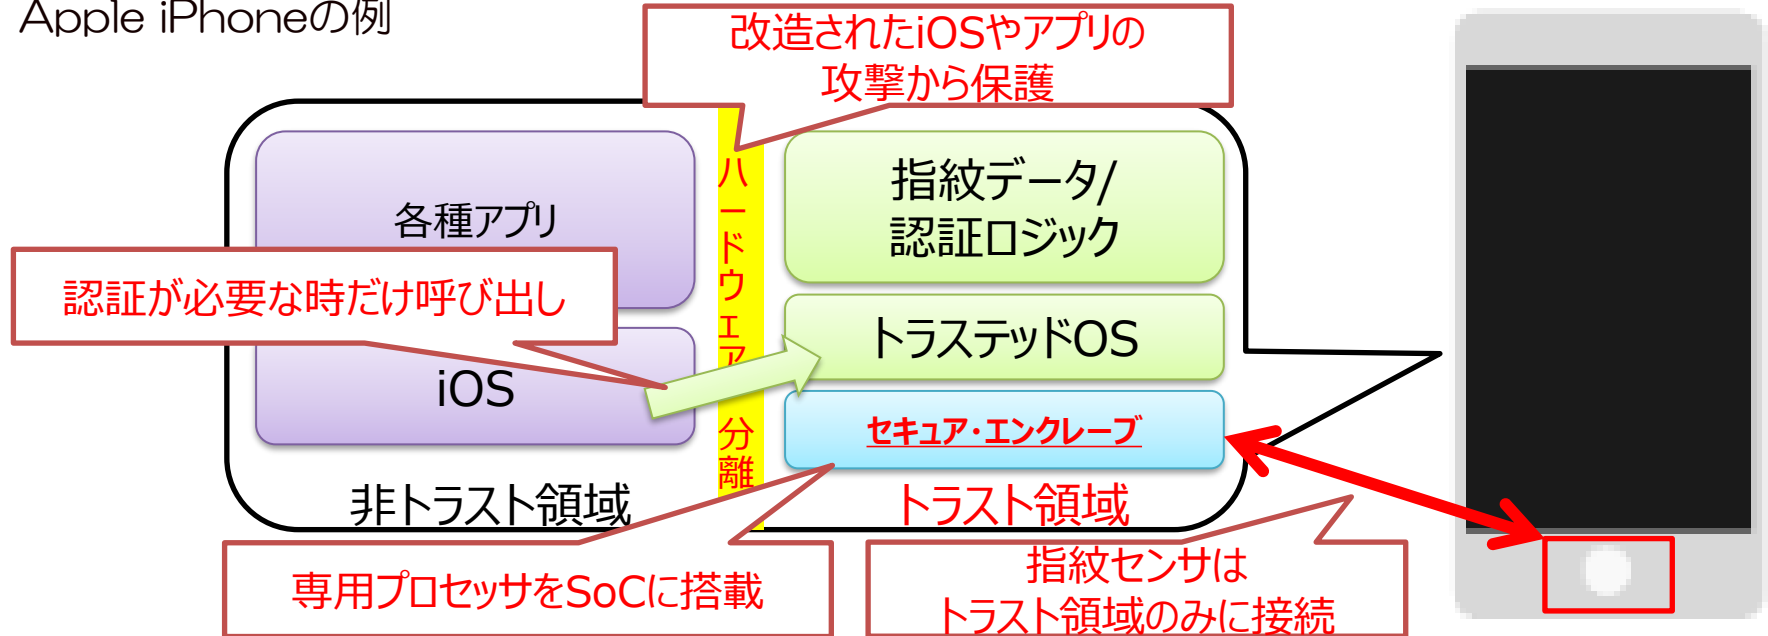 Apple iPhoneの例
改造されたiOSやアプリの
攻撃から保護
各種アプリ
認証が必要な時だけ呼び出し
iOS
非トラスト領域
ハードウェア
分離
指紋データ/
認証ロジック
トラステッドOS
セキュア・エンクレーブ
トラスト領域
専用プロセッサをSoCに搭載
指紋センサは
トラスト領域のみに接続